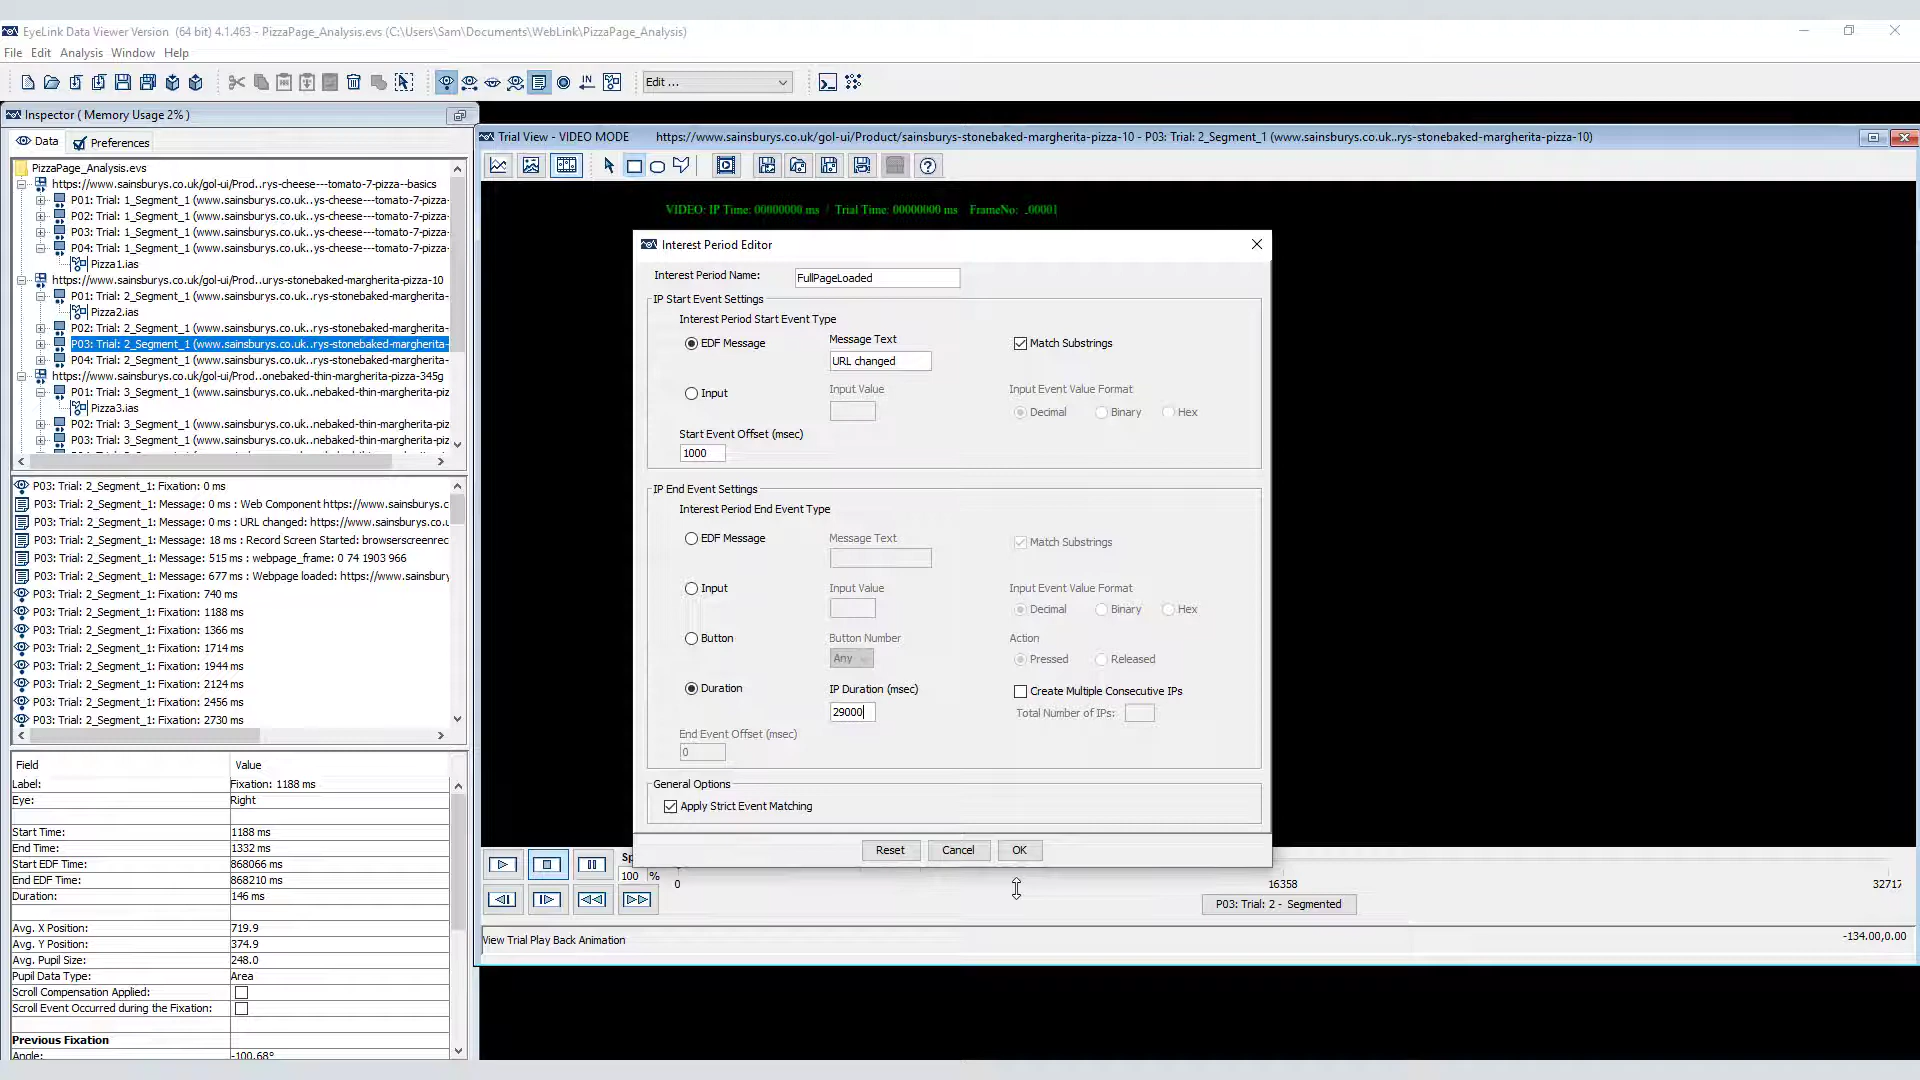 EyeLink Data Viewer Version (64 bit) 4.1.463 - PizzaPage_Analysis.evs (C:\Users\Sam\Documents\WebLink\PizzaPage_Analysis)
File Edit Analysis Window Help
IN
Edit ...
Inspector ( Memory Usage 2% )
Data
Preferences
PizzaPage_Analysis.evs
https://www.sainsburys.co.uk/gol-ui/Prod..rys-cheese---tomato-7-pizza--basics
P01: Trial: 1_Segment_1 (www.sainsburys.co.uk..ys-cheese---tomato-7-pizza-
P02: Trial: 1_Segment_1 (www.sainsburys.co.uk..ys-cheese---tomato-7-pizza-
P03: Trial: 1_Segment_1 (www.sainsburys.co.uk..ys-cheese---tomato-7-pizza-
P04: Trial: 1_Segment_1 (www.sainsburys.co.uk..ys-cheese---tomato-7-pizza-
Pizza1.ias
https://www.sainsburys.co.uk/gol-ui/Prod..urys-stonebaked-margherita-pizza-10
P01: Trial: 2_Segment_1 (www.sainsburys.co.uk..rys-stonebaked-margherita-
Pizza2.ias
P02: Trial: 2_Segment_1 (www.sainsburys.co.uk..rys-stonebaked-margherita-
P03: Trial: 2_Segment_1 (www.sainsburys.co.uk..rys-stonebaked-margherita-
P04: Trial: 2_Segment_1 (www.sainsburys.co.uk..rys-stonebaked-margherita-
https://www.sainsburys.co.uk/gol-ui/Prod..onebaked-thin-margherita-pizza-345g
P01: Trial: 3_Segment_1 (www.sainsburys.co.uk..nebaked-thin-margherita-piz
Pizza3.ias
P02: Trial: 3_Segment_1 (www.sainsburys.co.uk..nebaked-thin-margherita-piz
P03: Trial: 3_Segment_1 (www.sainsburys.co.uk..nebaked-thin-margherita-piz
P03: Trial: 2_Segment_1: Fixation: 0 ms
P03: Trial: 2_Segment_1: Message: 0 ms : Web Component https://www.sainsburys.c
P03: Trial: 2_Segment_1: Message: 0 ms : URL changed: https://www.sainsburys.co.u
P03: Trial: 2_Segment_1: Message: 18 ms : Record Screen Started: browserscreenrec
P03: Trial: 2_Segment_1: Message: 515 ms : webpage_frame: 0 74 1903 966
P03: Trial: 2_Segment_1: Message: 677 ms : Webpage loaded: https://www.sainsbury
P03: Trial: 2_Segment_1: Fixation: 740 ms
P03: Trial: 2_Segment_1: Fixation: 1188 ms
P03: Trial: 2_Segment_1: Fixation: 1366 ms
P03: Trial: 2_Segment_1: Fixation: 1714 ms
P03: Trial: 2_Segment_1: Fixation: 1944 ms
P03: Trial: 2_Segment_1: Fixation: 2124 ms
P03: Trial: 2_Segment_1: Fixation: 2456 ms
P03: Trial: 2_Segment_1: Fixation: 2730 ms
Field Value
Label: Fixation: 1188 ms
Eye: Right
Start Time: 1188 ms
End Time: 1332 ms
Start EDF Time: 868066 ms
End EDF Time: 868210 ms
Duration: 146 ms
Avg. X Position: 719.9
Avg. Y Position: 374.9
Avg. Pupil Size: 248.0
Pupil Data Type: Area
Scroll Compensation Applied:
Scroll Event Occurred during the Fixation:
Previous Fixation
Angle: -100.68°
Trial View - VIDEO MODE https://www.sainsburys.co.uk/gol-ui/Product/sainsburys-stonebaked-margherita-pizza-10 - P03: Trial: 2_Segment_1 (www.sainsburys.co.uk..rys-stonebaked-margherita-pizza-10)
VIDEO: IP Time: 00000000 ms / Trial Time: 00000000 ms FrameNo: .00001
Interest Period Editor
Interest Period Name: FullPageLoaded
IP Start Event Settings
Interest Period Start Event Type
EDF Message
Message Text
URL changed
Match Substrings
Input
Input Value
Input Event Value Format
Decimal Binary Hex
Start Event Offset (msec)
1000
IP End Event Settings
Interest Period End Event Type
EDF Message
Message Text
Match Substrings
Input
Input Value
Input Event Value Format
Decimal Binary Hex
Button
Button Number
Any
Action
Pressed Released
Duration
IP Duration (msec)
29000
Create Multiple Consecutive IPs
Total Number of IPs:
End Event Offset (msec)
0
General Options
Apply Strict Event Matching
Reset Cancel OK
Sp
100 %
0 16358 32717
P03: Trial: 2 - Segmented
View Trial Play Back Animation
-134.00,0.00